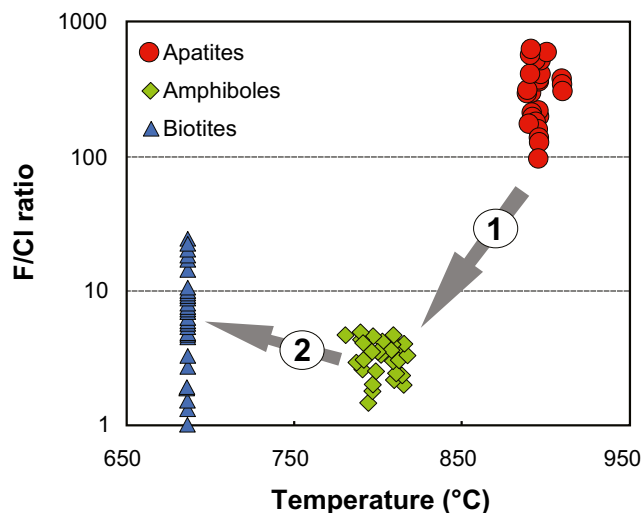 1000
100
10
1
F/Cl ratio
Apatites
Amphiboles
Biotites
1
2
650 750 850 950
Temperature (°C)